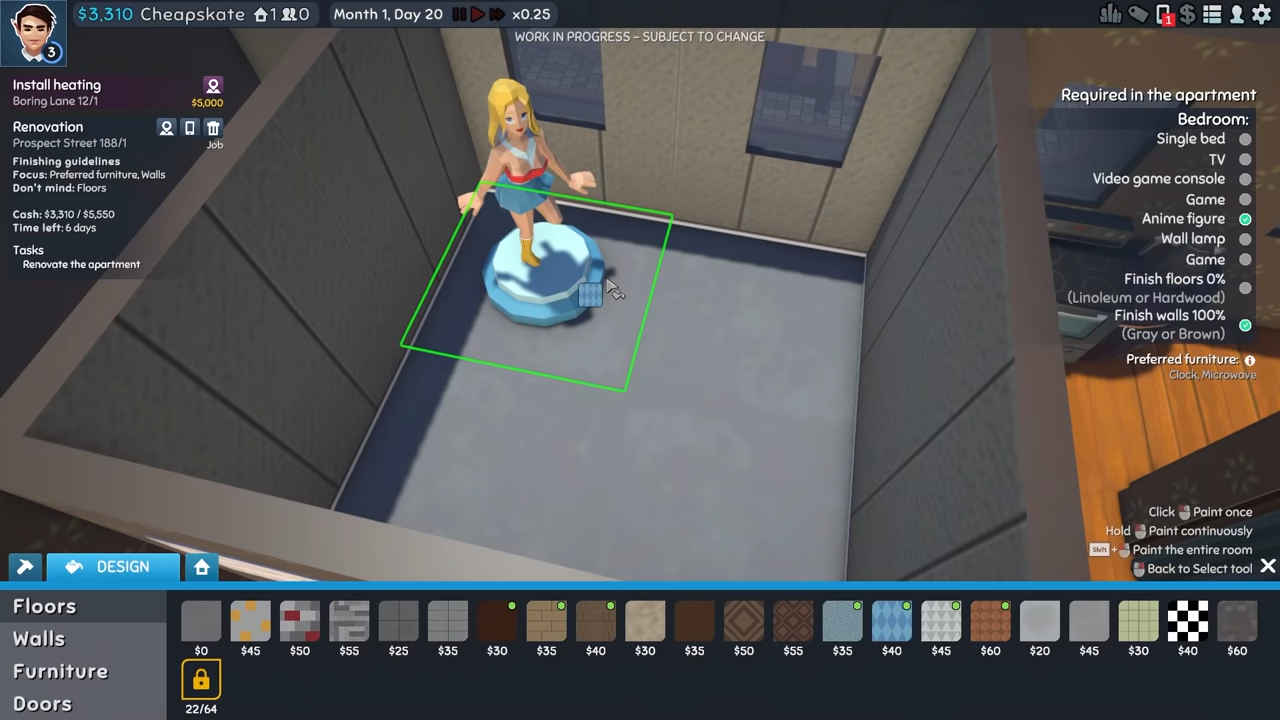 $3,310 Cheapskate 1 0
Month 1, Day 20 x0.25
1
WORK IN PROGRESS – SUBJECT TO CHANGE
3
Install heating
Boring Lane 12/1
$5,000
Renovation
Prospect Street 188/1
Job
Finishing guidelines
Focus: Preferred furniture, Walls
Don't mind: Floors
Cash: $3,310 / $5,550
Time left: 6 days
Tasks
Renovate the apartment
Required in the apartment
Bedroom:
Single bed
TV
Video game console
Game
Anime figure
Wall lamp
Game
Finish floors 0%
(Linoleum or Hardwood)
Finish walls 100%
(Gray or Brown)
Preferred furniture:
Clock, Microwave
Click Paint once
Hold Paint continuously
Shift + Paint the entire room
Back to Select tool
DESIGN
Floors
Walls
Furniture
Doors
$0 $45 $50 $55 $25 $35 $30 $35 $40 $30 $35 $50 $55 $35 $40 $45 $60 $20 $45 $30 $40 $60
22/64